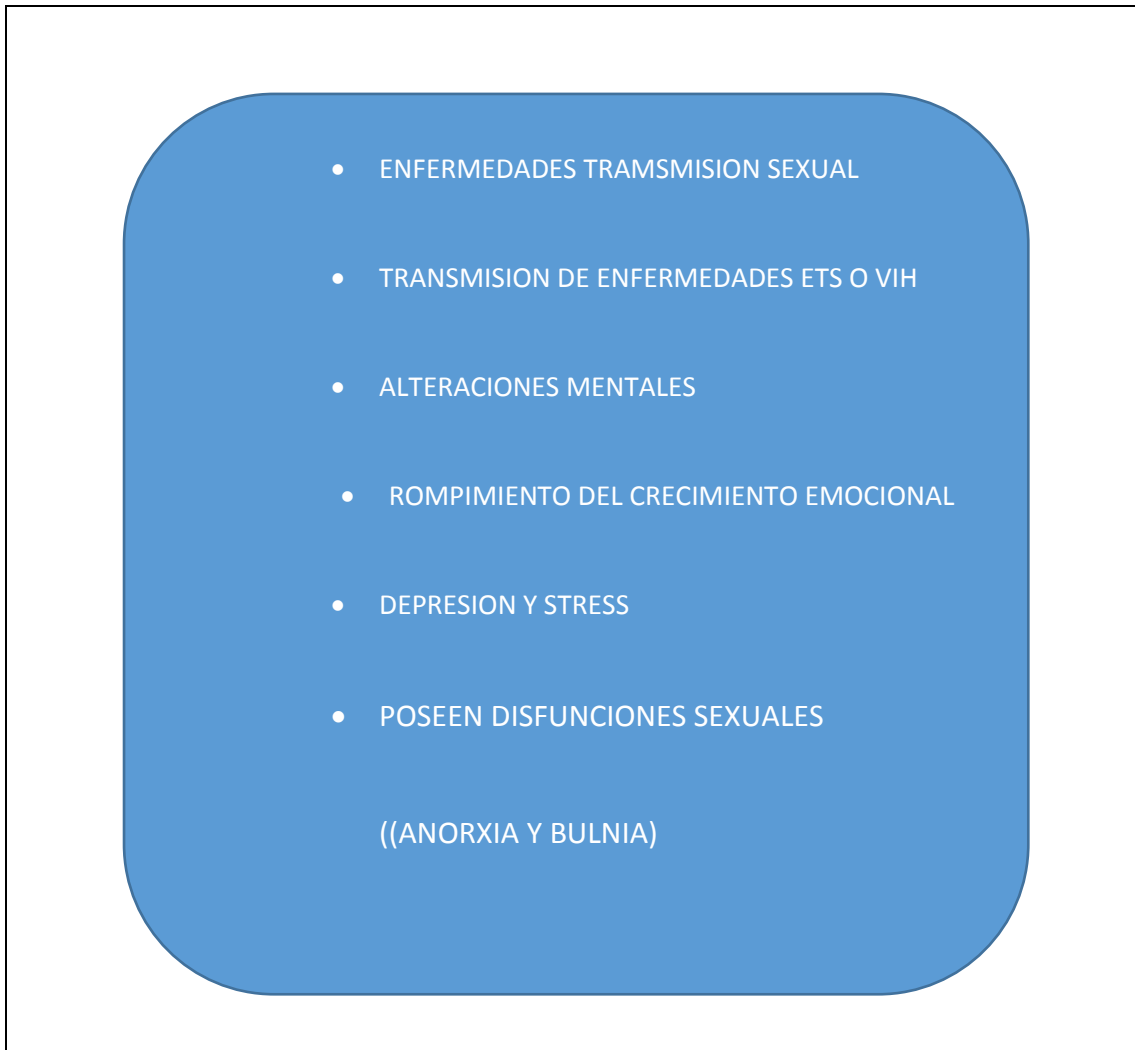 • ENFERMEDADES TRAMSMISION SEXUAL
• TRANSMISION DE ENFERMEDADES ETS O VIH
• ALTERACIONES MENTALES
• ROMPIMIENTO DEL CRECIMIENTO EMOCIONAL
• DEPRESION Y STRESS
• POSEEN DISFUNCIONES SEXUALES
((ANORXIA Y BULNIA)